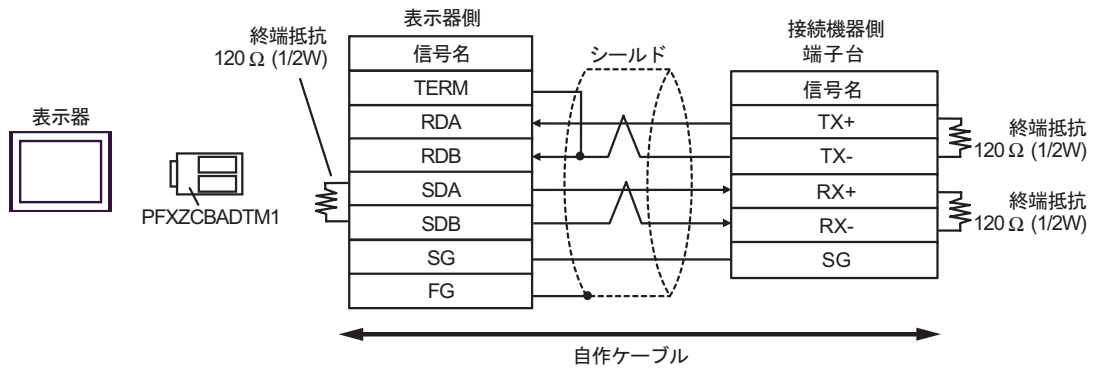 表示器
PFXZCBADTM1
終端抵抗
120 Ω (1/2W)
表示器側
信号名
TERM
RDA
RDB
SDA
SDB
SG
FG
シールド
接続機器側
端子台
信号名
TX+
TX-
RX+
RX-
SG
終端抵抗
120 Ω (1/2W)
終端抵抗
120 Ω (1/2W)
自作ケーブル